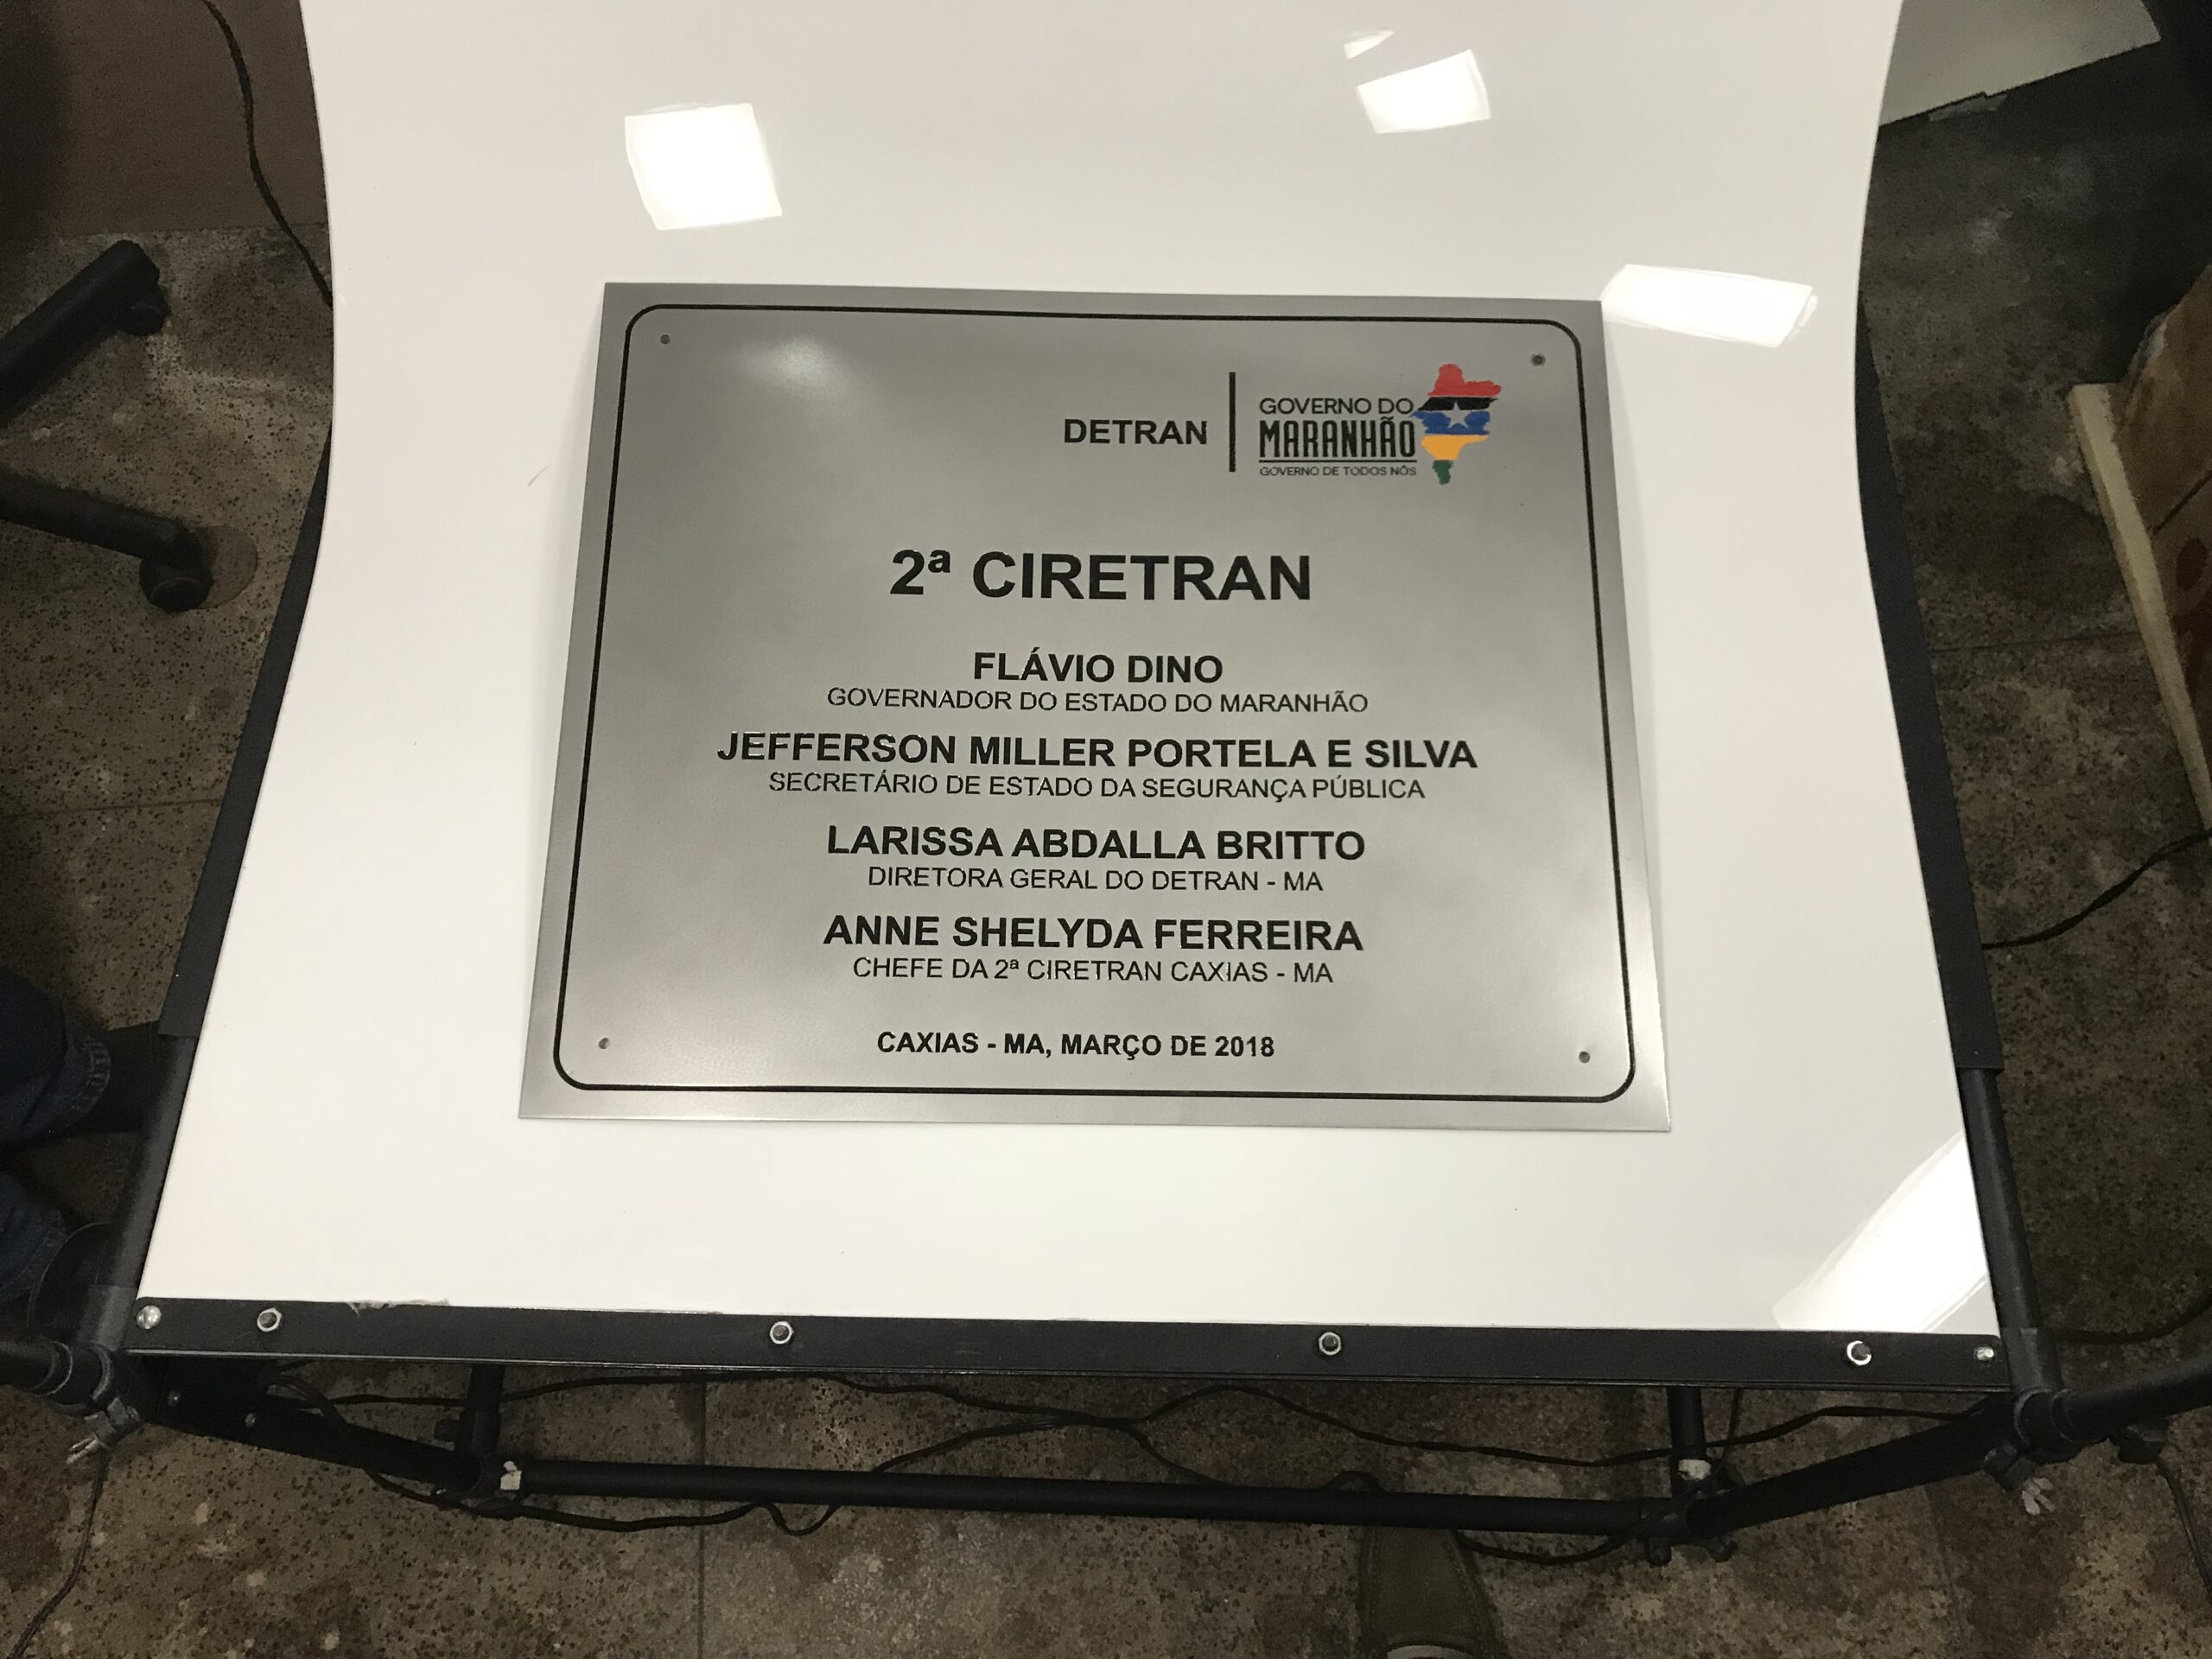 DETRAN
GOVERNO DO
MARANHÃO
GOVERNO DE TODOS NÓS
2ª CIRETRAN
FLÁVIO DINO
GOVERNADOR DO ESTADO DO MARANHÃO
JEFFERSON MILLER PORTELA E SILVA
SECRETÁRIO DE ESTADO DA SEGURANÇA PÚBLICA
LARISSA ABDALLA BRITTO
DIRETORA GERAL DO DETRAN - MA
ANNE SHELYDA FERREIRA
CHEFE DA 2ª CIRETRAN CAXIAS - MA
CAXIAS - MA, MARÇO DE 2018